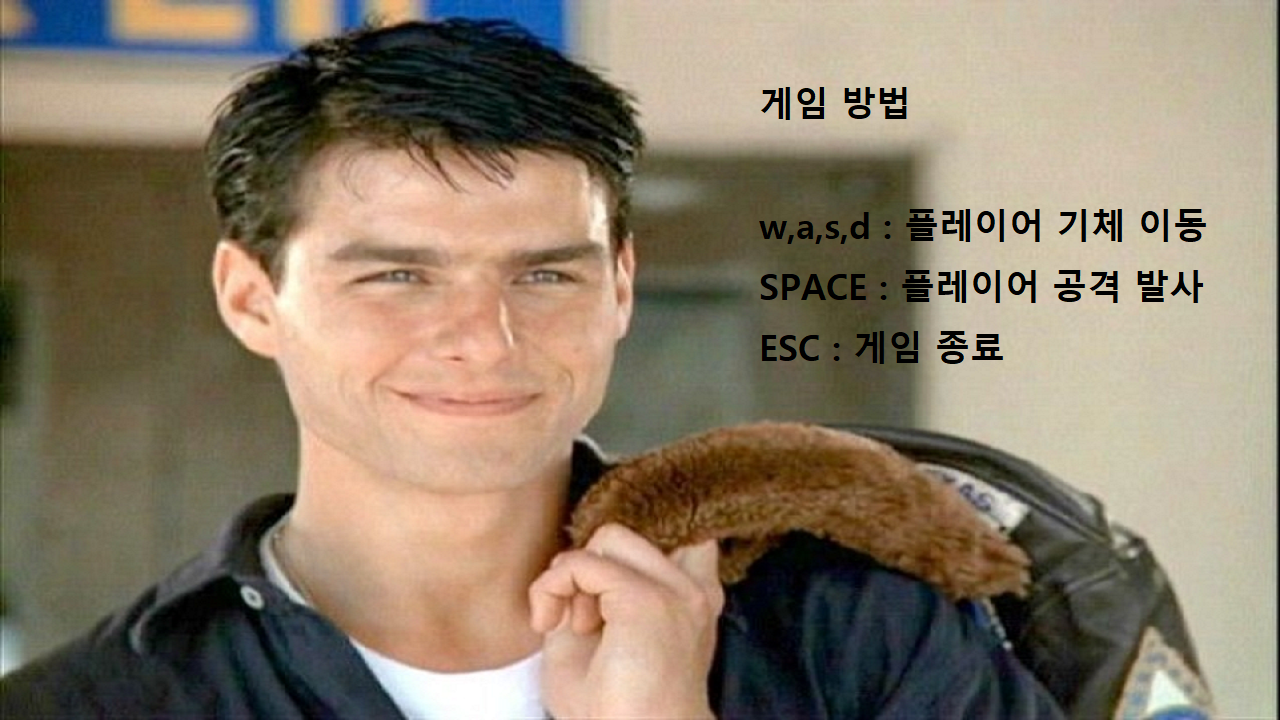 게임 방법
w,a,s,d : 플레이어 기체 이동
SPACE : 플레이어 공격 발사
ESC : 게임 종료